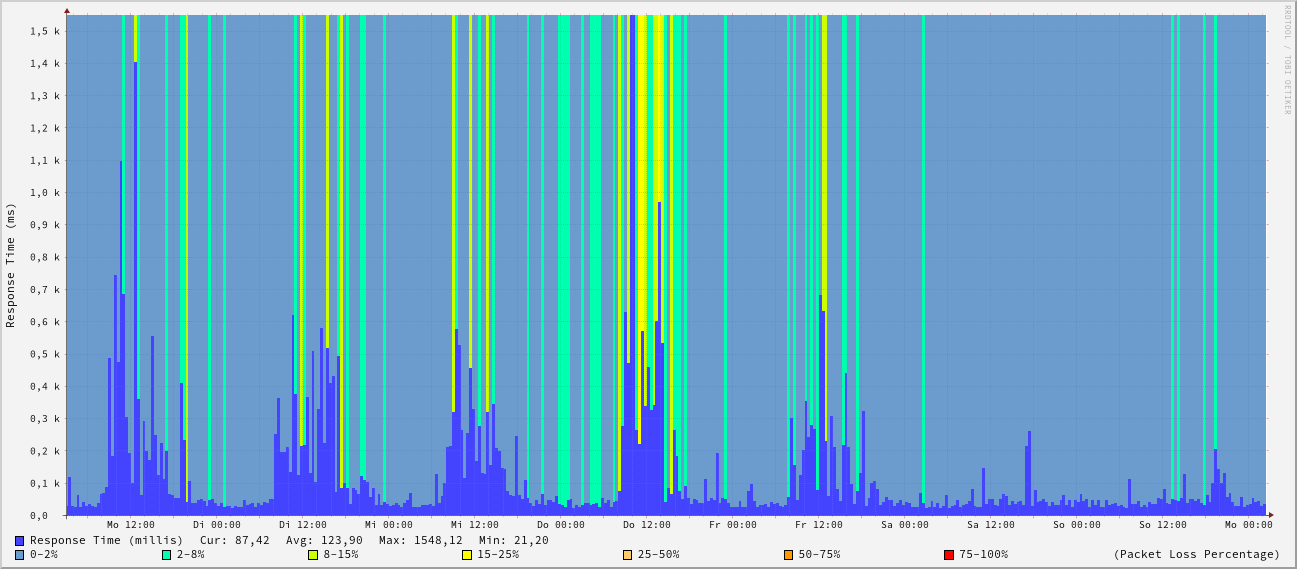 RRDTOOL / TOBI OETIKER
Response Time (ms)
1,5 k
1,4 k
1,3 k
1,2 k
1,1 k
1,0 k
0,9 k
0,8 k
0,7 k
0,6 k
0,5 k
0,4 k
0,3 k
0,2 k
0,1 k
0,0
Mo 12:00 Di 00:00 Di 12:00 Mi 00:00 Mi 12:00 Do 00:00 Do 12:00 Fr 00:00 Fr 12:00 Sa 00:00 Sa 12:00 So 00:00 So 12:00 Mo 00:00
Response Time (millis) Cur: 87,42 Avg: 123,90 Max: 1548,12 Min: 21,20
0-2% 2-8% 8-15% 15-25% 25-50% 50-75% 75-100% (Packet Loss Percentage)